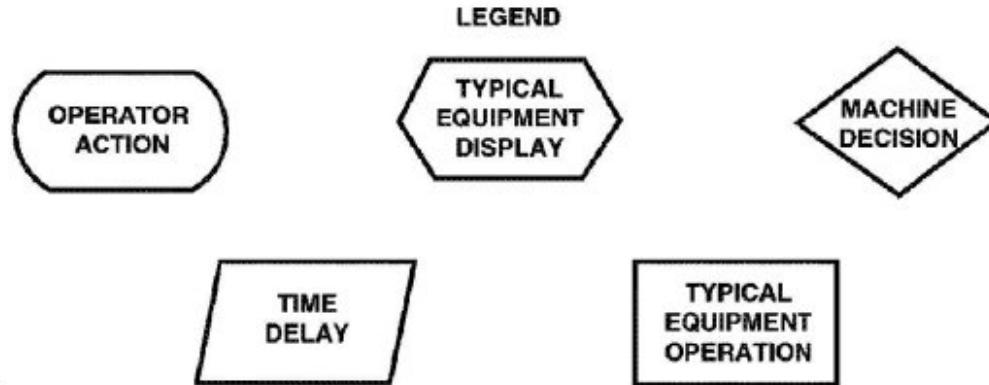 LEGEND
OPERATOR
ACTION
TYPICAL
EQUIPMENT
DISPLAY
MACHINE
DECISION
TIME
DELAY
TYPICAL
EQUIPMENT
OPERATION